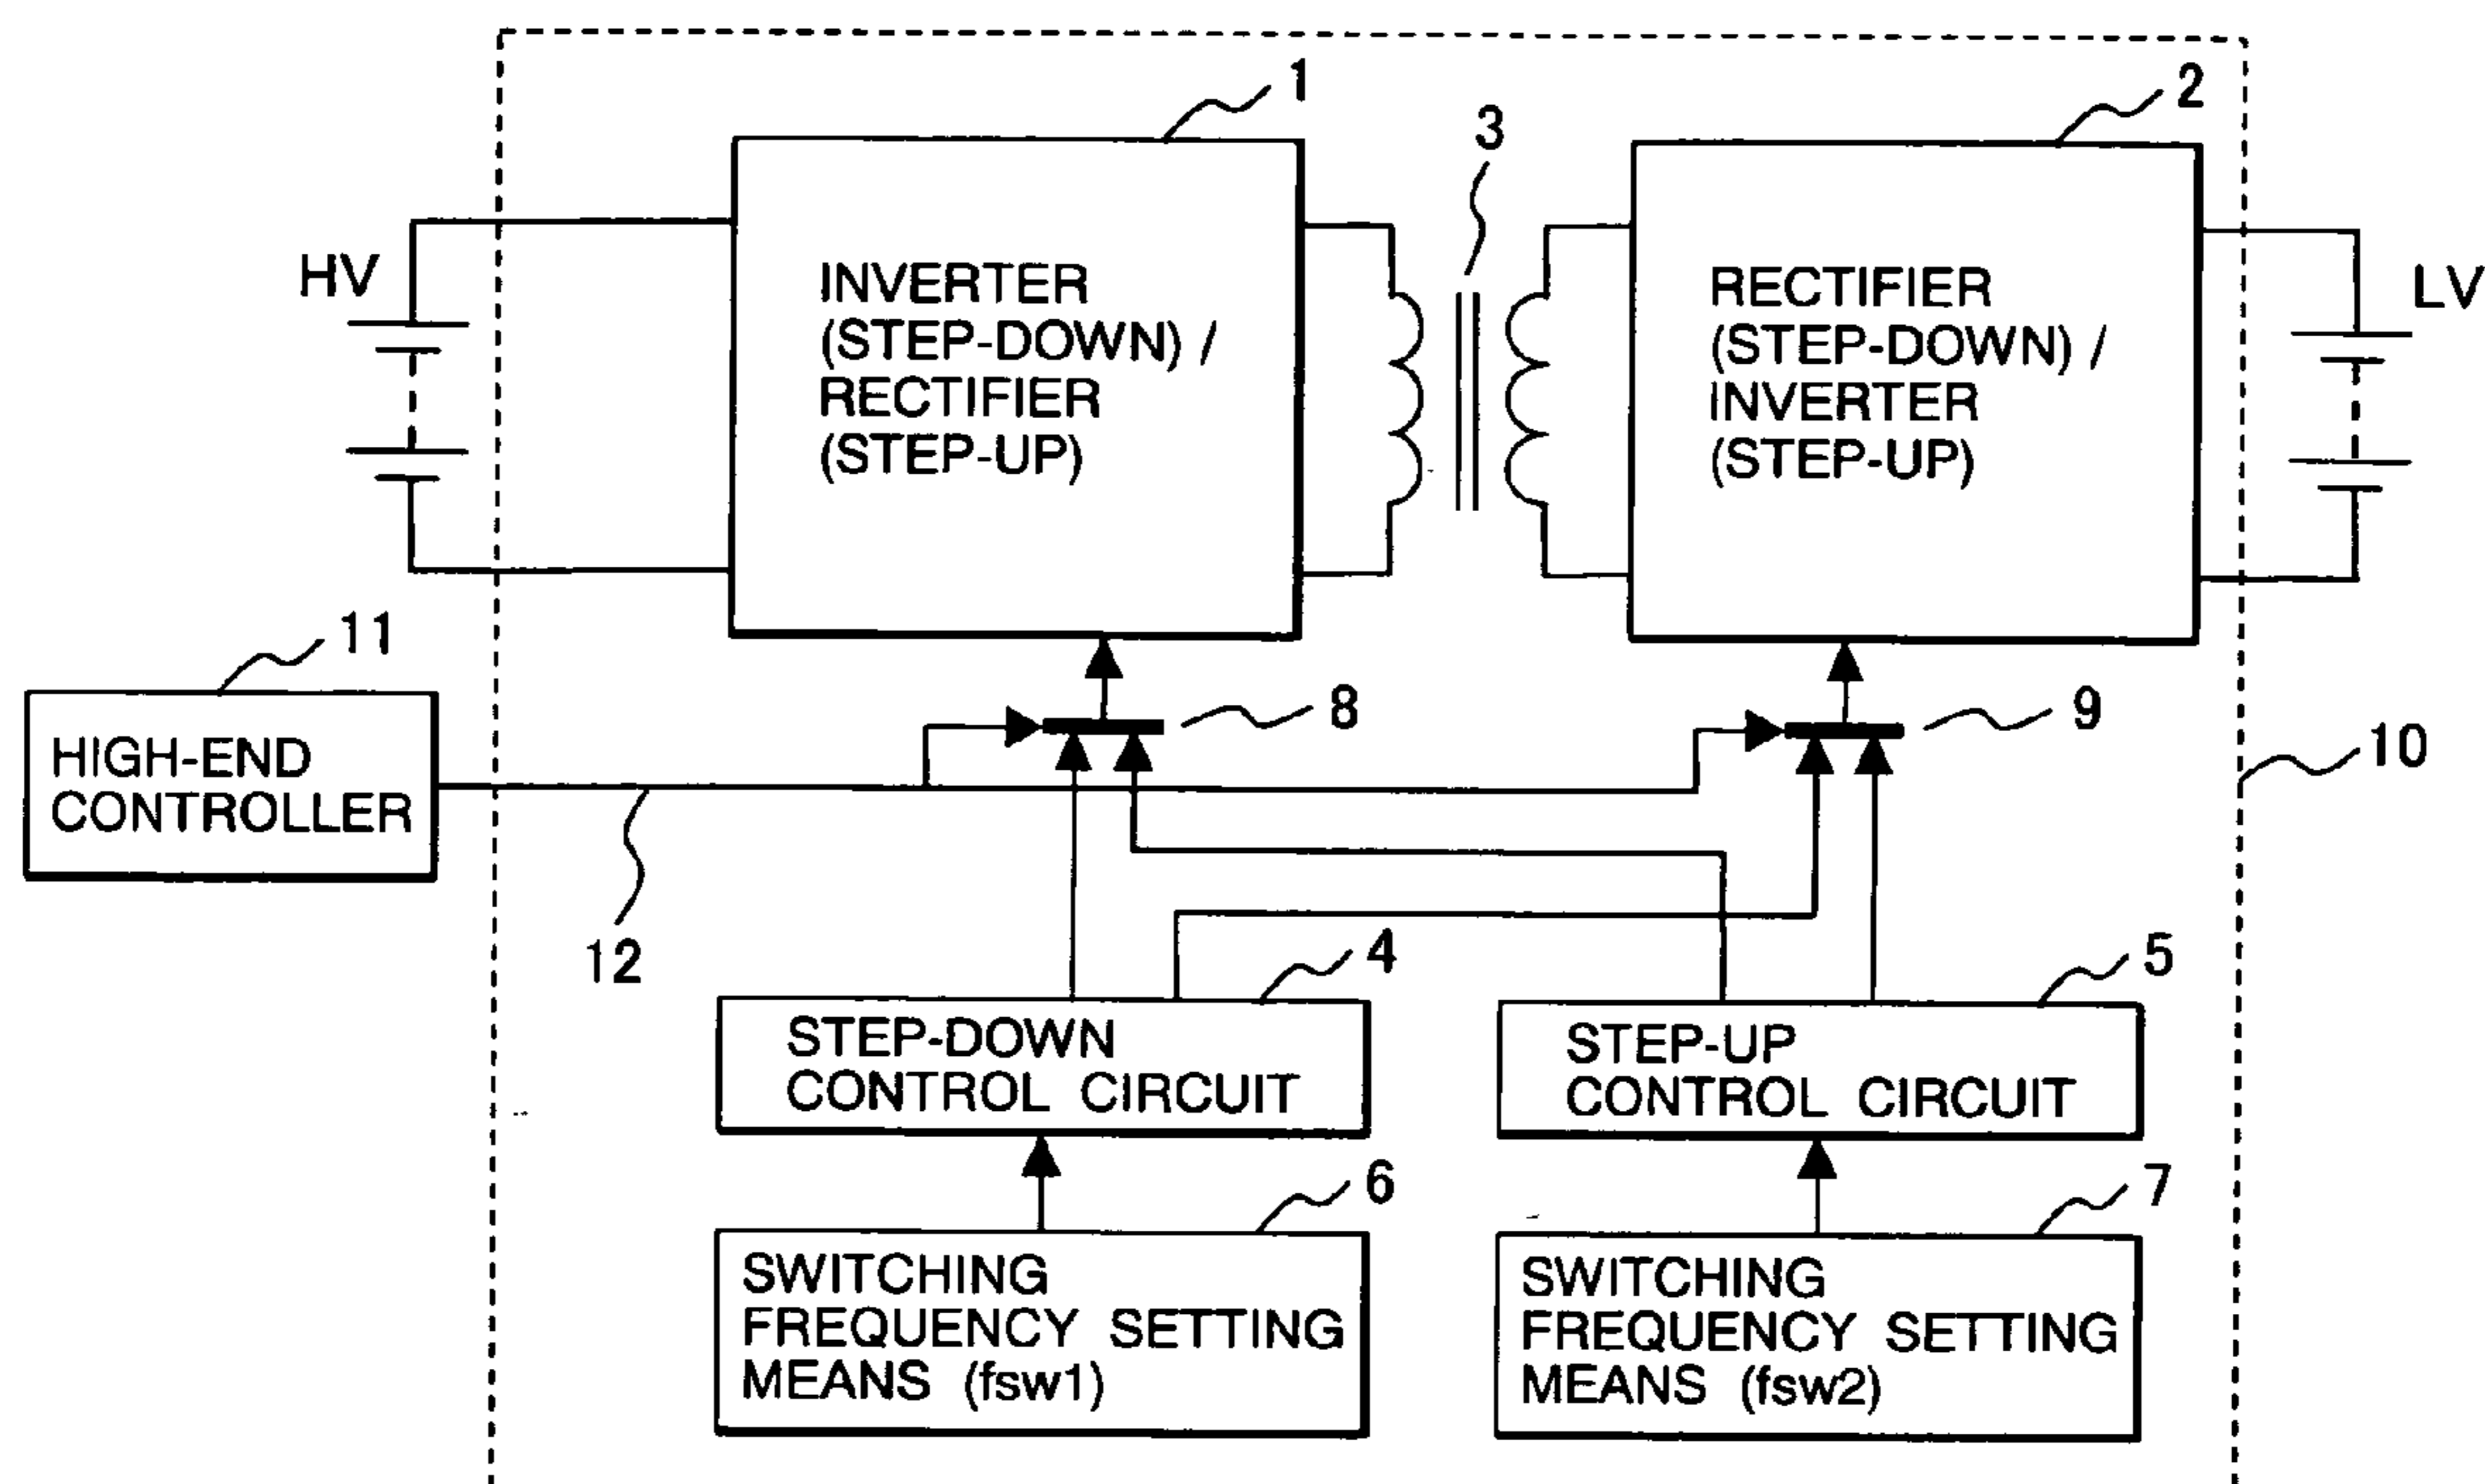 1
2
3
HV
INVERTER
(STEP-DOWN) /
RECTIFIER
(STEP-UP)
RECTIFIER
(STEP-DOWN) /
INVERTER
(STEP-UP)
LV
11
HIGH-END
CONTROLLER
8
9
10
12
4
STEP-DOWN
CONTROL CIRCUIT
5
STEP-UP
CONTROL CIRCUIT
6
SWITCHING
FREQUENCY SETTING
MEANS (fsw1)
7
SWITCHING
FREQUENCY SETTING
MEANS (fsw2)